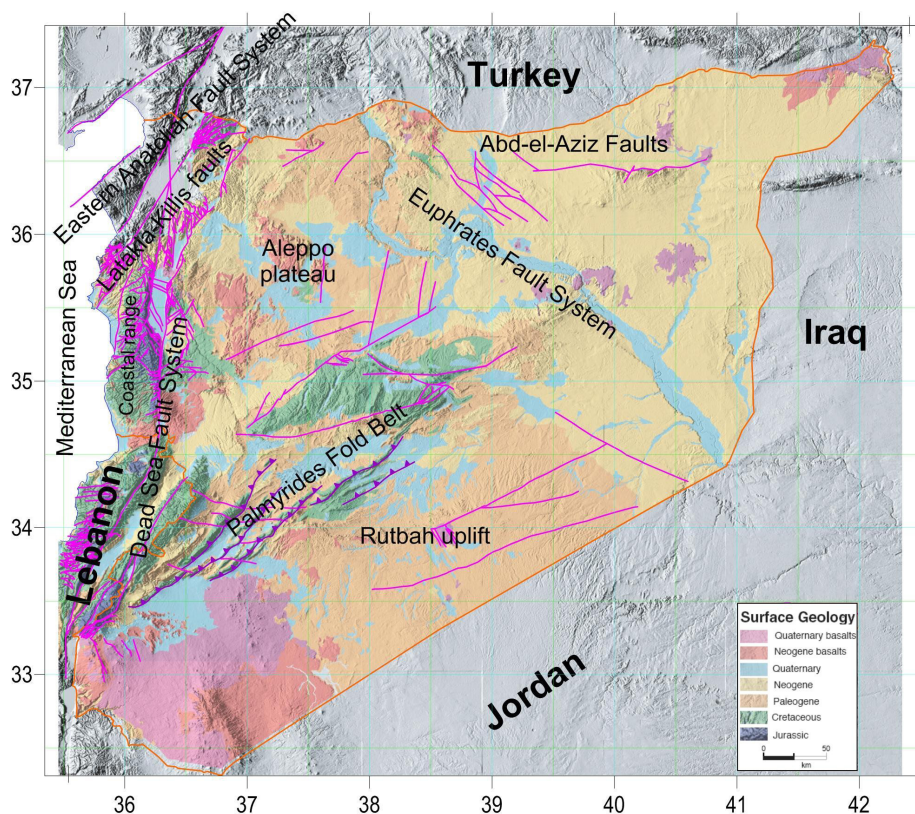 Turkey
37
Eastern Anatolian Fault System
Abd-el-Aziz Faults
Latakia-Killis faults
36
Euphrates Fault System
Aleppo
plateau
Mediterranean Sea
Coastal range
Iraq
35
Dead Sea Fault System
Palmyrides Fold Belt
Lebanon
34
Rutbah uplift
33
Jordan
Surface Geology
Quaternary basalts
Neogene basalts
Quaternary
Neogene
Paleogene
Cretaceous
Jurassic
0 50
km
36 37 38 39 40 41 42